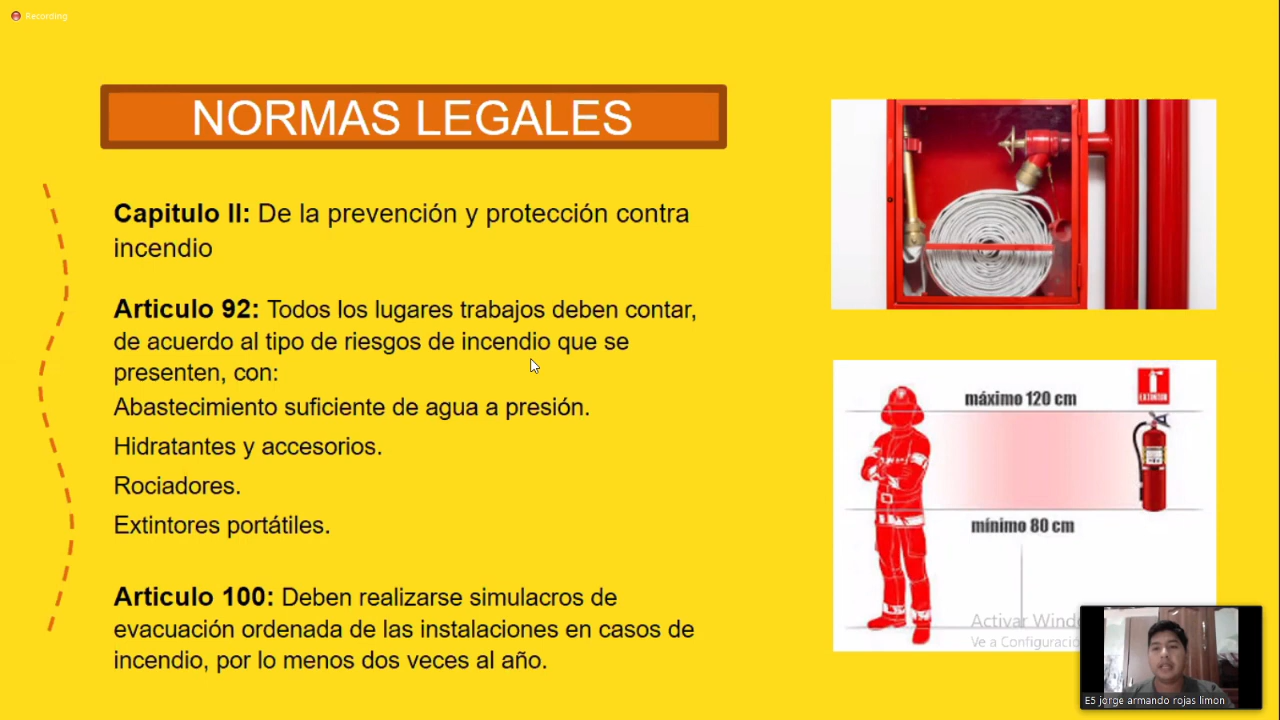 Recording
NORMAS LEGALES
Capitulo II: De la prevención y protección contra
incendio
Articulo 92: Todos los lugares trabajos deben contar,
de acuerdo al tipo de riesgos de incendio que se
presenten, con:
Abastecimiento suficiente de agua a presión.
Hidratantes y accesorios.
Rociadores.
Extintores portátiles.
Articulo 100: Deben realizarse simulacros de
evacuación ordenada de las instalaciones en casos de
incendio, por lo menos dos veces al año.
EXTINTOR
máximo 120 cm
mínimo 80 cm
Activar Wind
Ve a Configuració
E5 jorge armando rojas limon